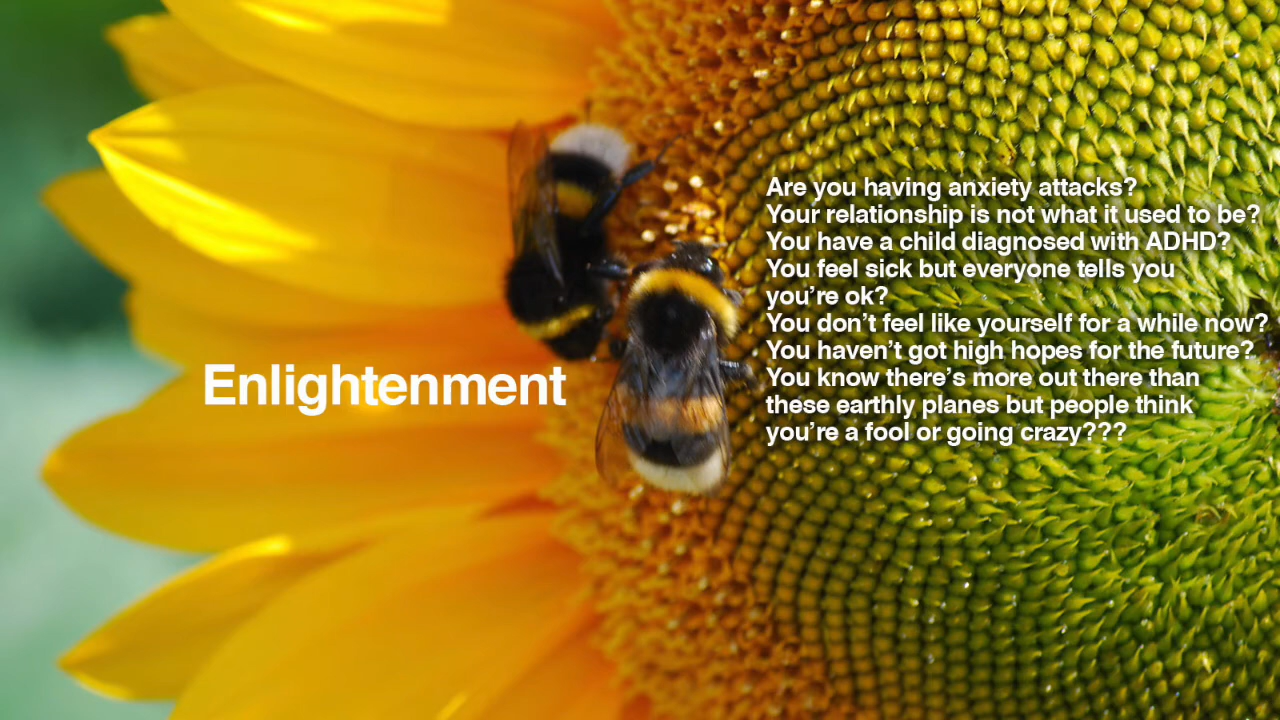 Enlightenment
Are you having anxiety attacks?
Your relationship is not what it used to be?
You have a child diagnosed with ADHD?
You feel sick but everyone tells you
you’re ok?
You don’t feel like yourself for a while now?
You haven’t got high hopes for the future?
You know there’s more out there than
these earthly planes but people think
you’re a fool or going crazy???